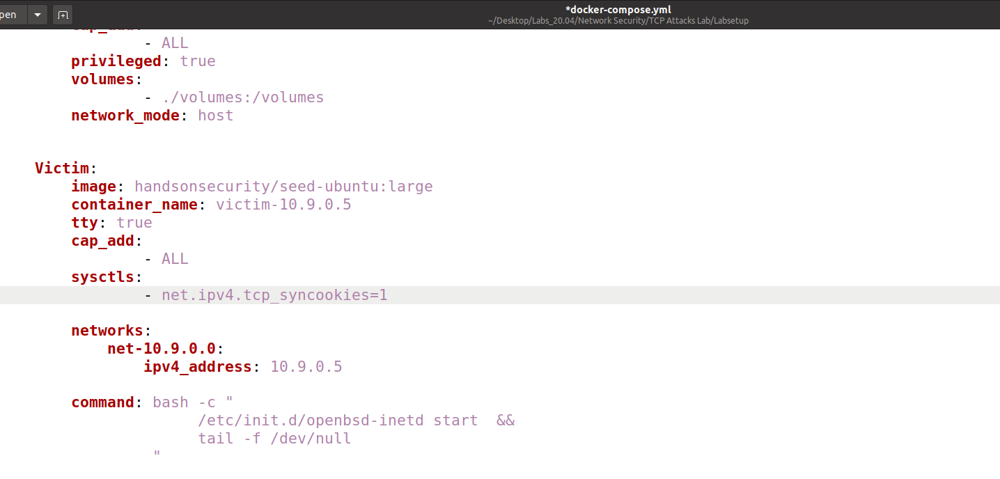 pen
*docker-compose.yml
~/Desktop/Labs_20.04/Network Security/TCP Attacks Lab/Labsetup
cap_add:
- ALL
privileged: true
volumes:
- ./volumes:/volumes
network_mode: host
Victim:
image: handsonsecurity/seed-ubuntu:large
container_name: victim-10.9.0.5
tty: true
cap_add:
- ALL
sysctls:
- net.ipv4.tcp_syncookies=1
networks:
net-10.9.0.0:
ipv4_address: 10.9.0.5
command: bash -c "
/etc/init.d/openbsd-inetd start  &&
tail -f /dev/null
"